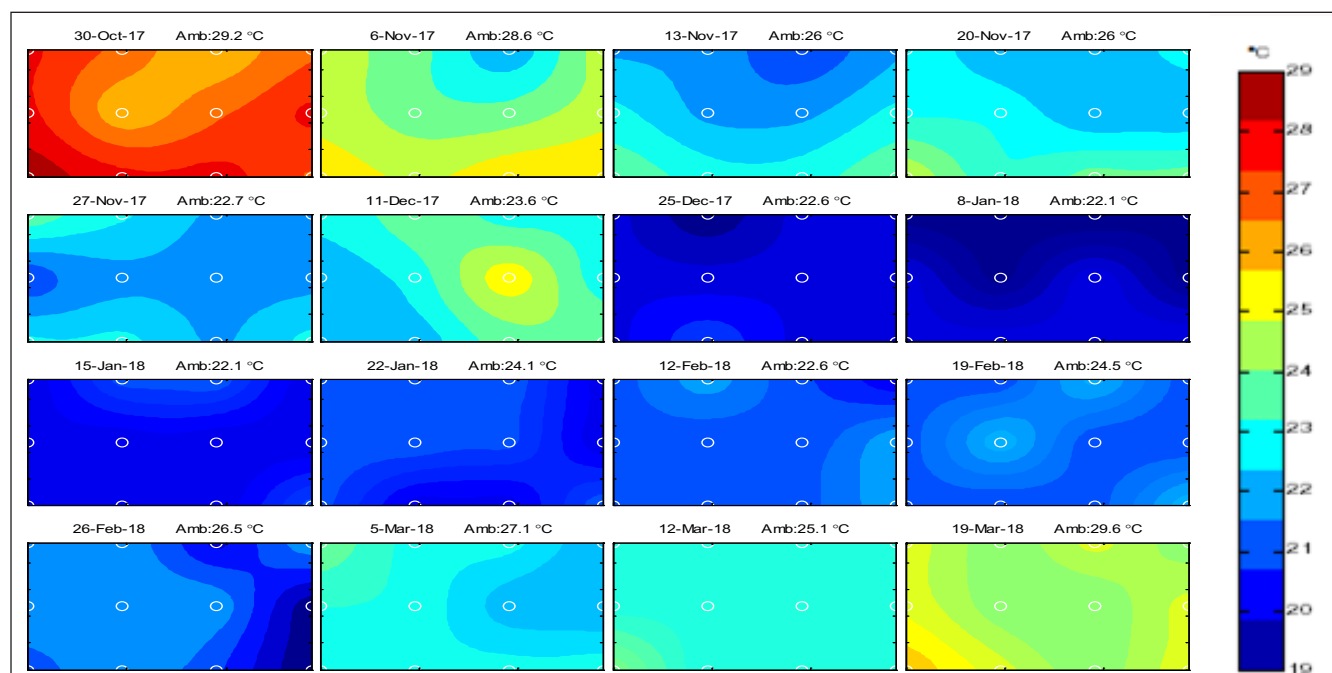 30-Oct-17 Amb:29.2 °C
6-Nov-17 Amb:28.6 °C
13-Nov-17 Amb:26 °C
20-Nov-17 Amb:26 °C
27-Nov-17 Amb:22.7 °C
11-Dec-17 Amb:23.6 °C
25-Dec-17 Amb:22.6 °C
8-Jan-18 Amb:22.1 °C
15-Jan-18 Amb:22.1 °C
22-Jan-18 Amb:24.1 °C
12-Feb-18 Amb:22.6 °C
19-Feb-18 Amb:24.5 °C
26-Feb-18 Amb:26.5 °C
5-Mar-18 Amb:27.1 °C
12-Mar-18 Amb:25.1 °C
19-Mar-18 Amb:29.6 °C
°C
29
28
27
26
25
24
23
22
21
20
19